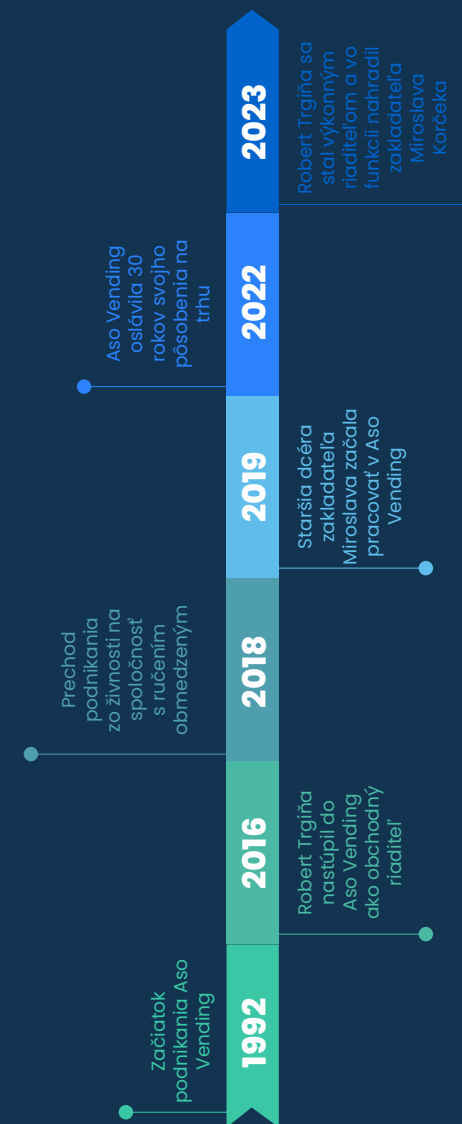 1992
Začiatok
podnikania Aso
Vending
2016
Robert Trgiňa
nastúpil do
Aso Vending
ako obchodný
riaditeľ
2018
Prechod
podnikania
zo živnosti na
spoločnosť
s ručením
obmedzeným
2019
Staršia dcéra
zakladateľa
Miroslava začala
pracovať v Aso
Vending
2022
Aso Vending
oslávila 30
rokov svojho
pôsobenia na
trhu
2023
Robert Trgiňa sa
stal výkonným
riaditeľom a vo
funkcii nahradil
zakladateľa
Miroslava
Korčeka